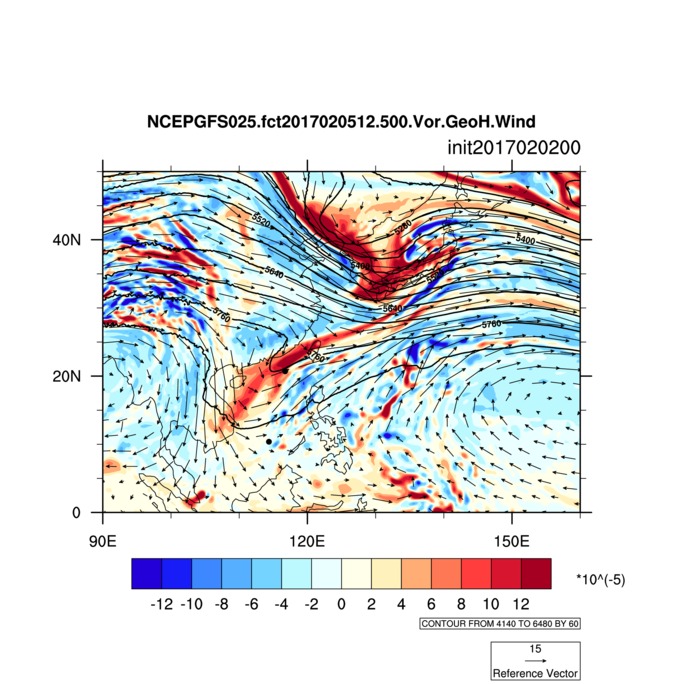 NCEPGFS025.fct2017020512.500.Vor.GeoH.Wind
init2017020200
5520
5280
5400
40N
5400
5640
5640
5760
5760
5760
20N
0
90E 120E 150E
-12 -10 -8 -6 -4 -2 0 2 4 6 8 10 12
*10^(-5)
CONTOUR FROM 4140 TO 6480 BY 60
15
Reference Vector